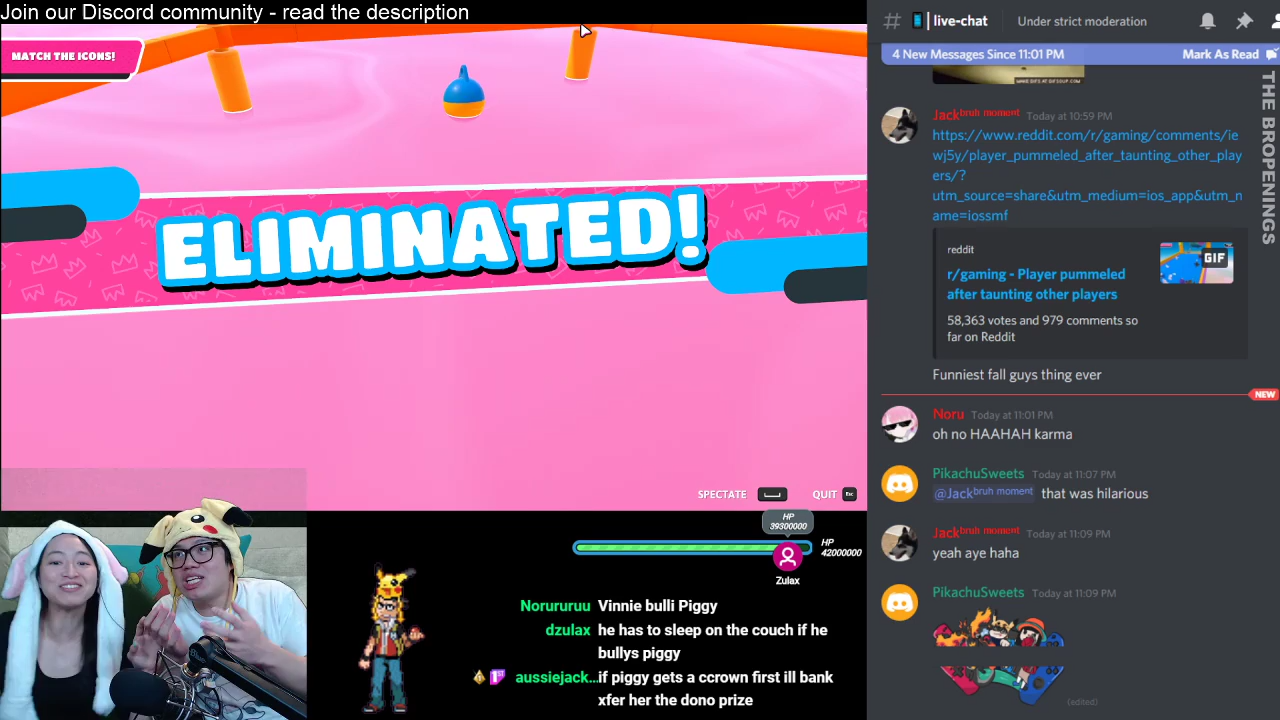 Join our Discord community - read the description
MATCH THE ICONS!
ELIMINATED!
SPECTATE
QUIT Esc
HP
39300000
HP
42000000
Zulax
Norururuu Vinnie bulli Piggy
dzulax he has to sleep on the couch if he
bullys piggy
1st aussiejack... if piggy gets a ccrown first ill bank
xfer her the dono prize
# | live-chat Under strict moderation
4 New Messages Since 11:01 PM Mark As Read
THE BROPENINGS
Jack bruh moment Today at 10:59 PM
https://www.reddit.com/r/gaming/comments/ie
wj5y/player_pummeled_after_taunting_other_play
ers/?
utm_source=share&utm_medium=ios_app&utm_n
ame=iossmf
reddit
GIF
r/gaming - Player pummeled
after taunting other players
58,363 votes and 979 comments so
far on Reddit
Funniest fall guys thing ever
NEW
Noru Today at 11:01 PM
oh no HAAHAH karma
PikachuSweets Today at 11:07 PM
@Jack bruh moment that was hilarious
Jack bruh moment Today at 11:09 PM
yeah aye haha
PikachuSweets Today at 11:09 PM
(edited)